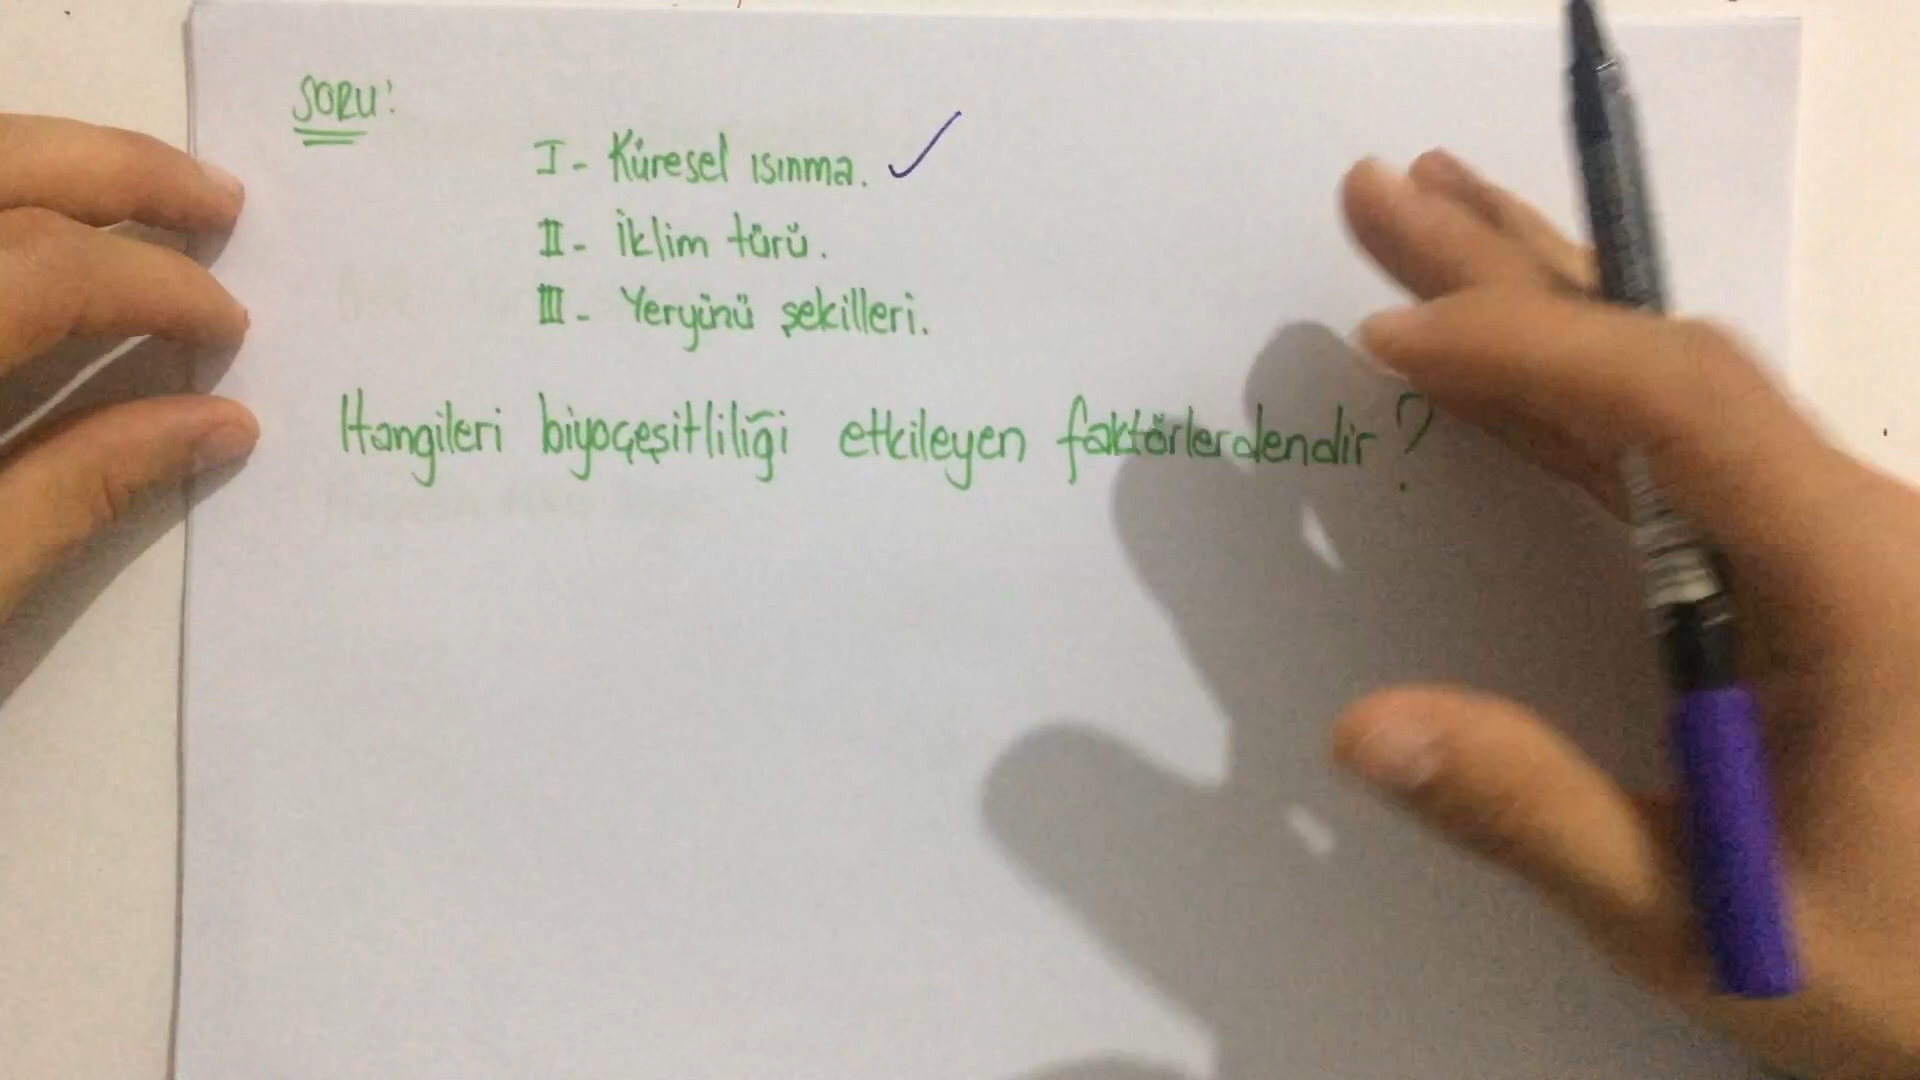 SORU:
I - Küresel ısınma.
II - İklim türü.
III - Yeryünü şekilleri.
Hangileri biyoçeşitliliği etkileyen faktörlerdendir?